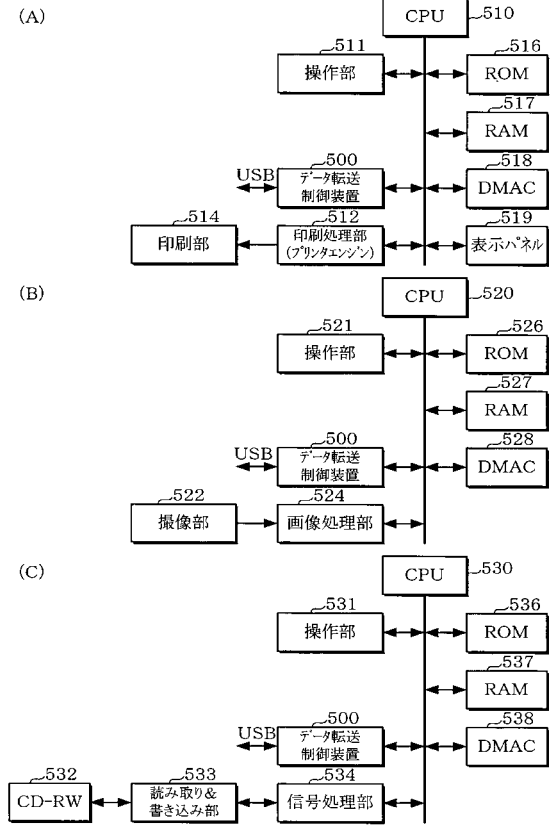 (A)
CPU 510
511
操作部
516
ROM
517
RAM
USB
500
データ転送
制御装置
518
DMAC
514
印刷部
512
印刷処理部
(プリンタエンジン)
519
表示パネル
(B)
CPU 520
521
操作部
526
ROM
527
RAM
USB
500
データ転送
制御装置
528
DMAC
522
撮像部
524
画像処理部
(C)
CPU 530
531
操作部
536
ROM
537
RAM
USB
500
データ転送
制御装置
538
DMAC
532
CD-RW
533
読み取り&
書き込み部
534
信号処理部